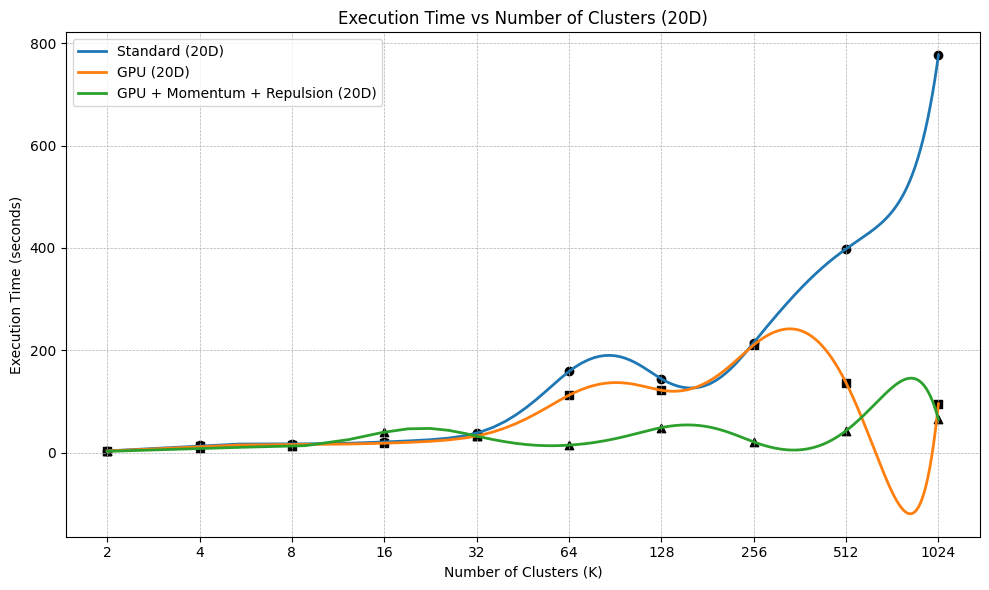 Execution Time vs Number of Clusters (20D)
Standard (20D)
GPU (20D)
GPU + Momentum + Repulsion (20D)
Execution Time (seconds)
800
600
400
200
0
2 4 8 16 32 64 128 256 512 1024
Number of Clusters (K)